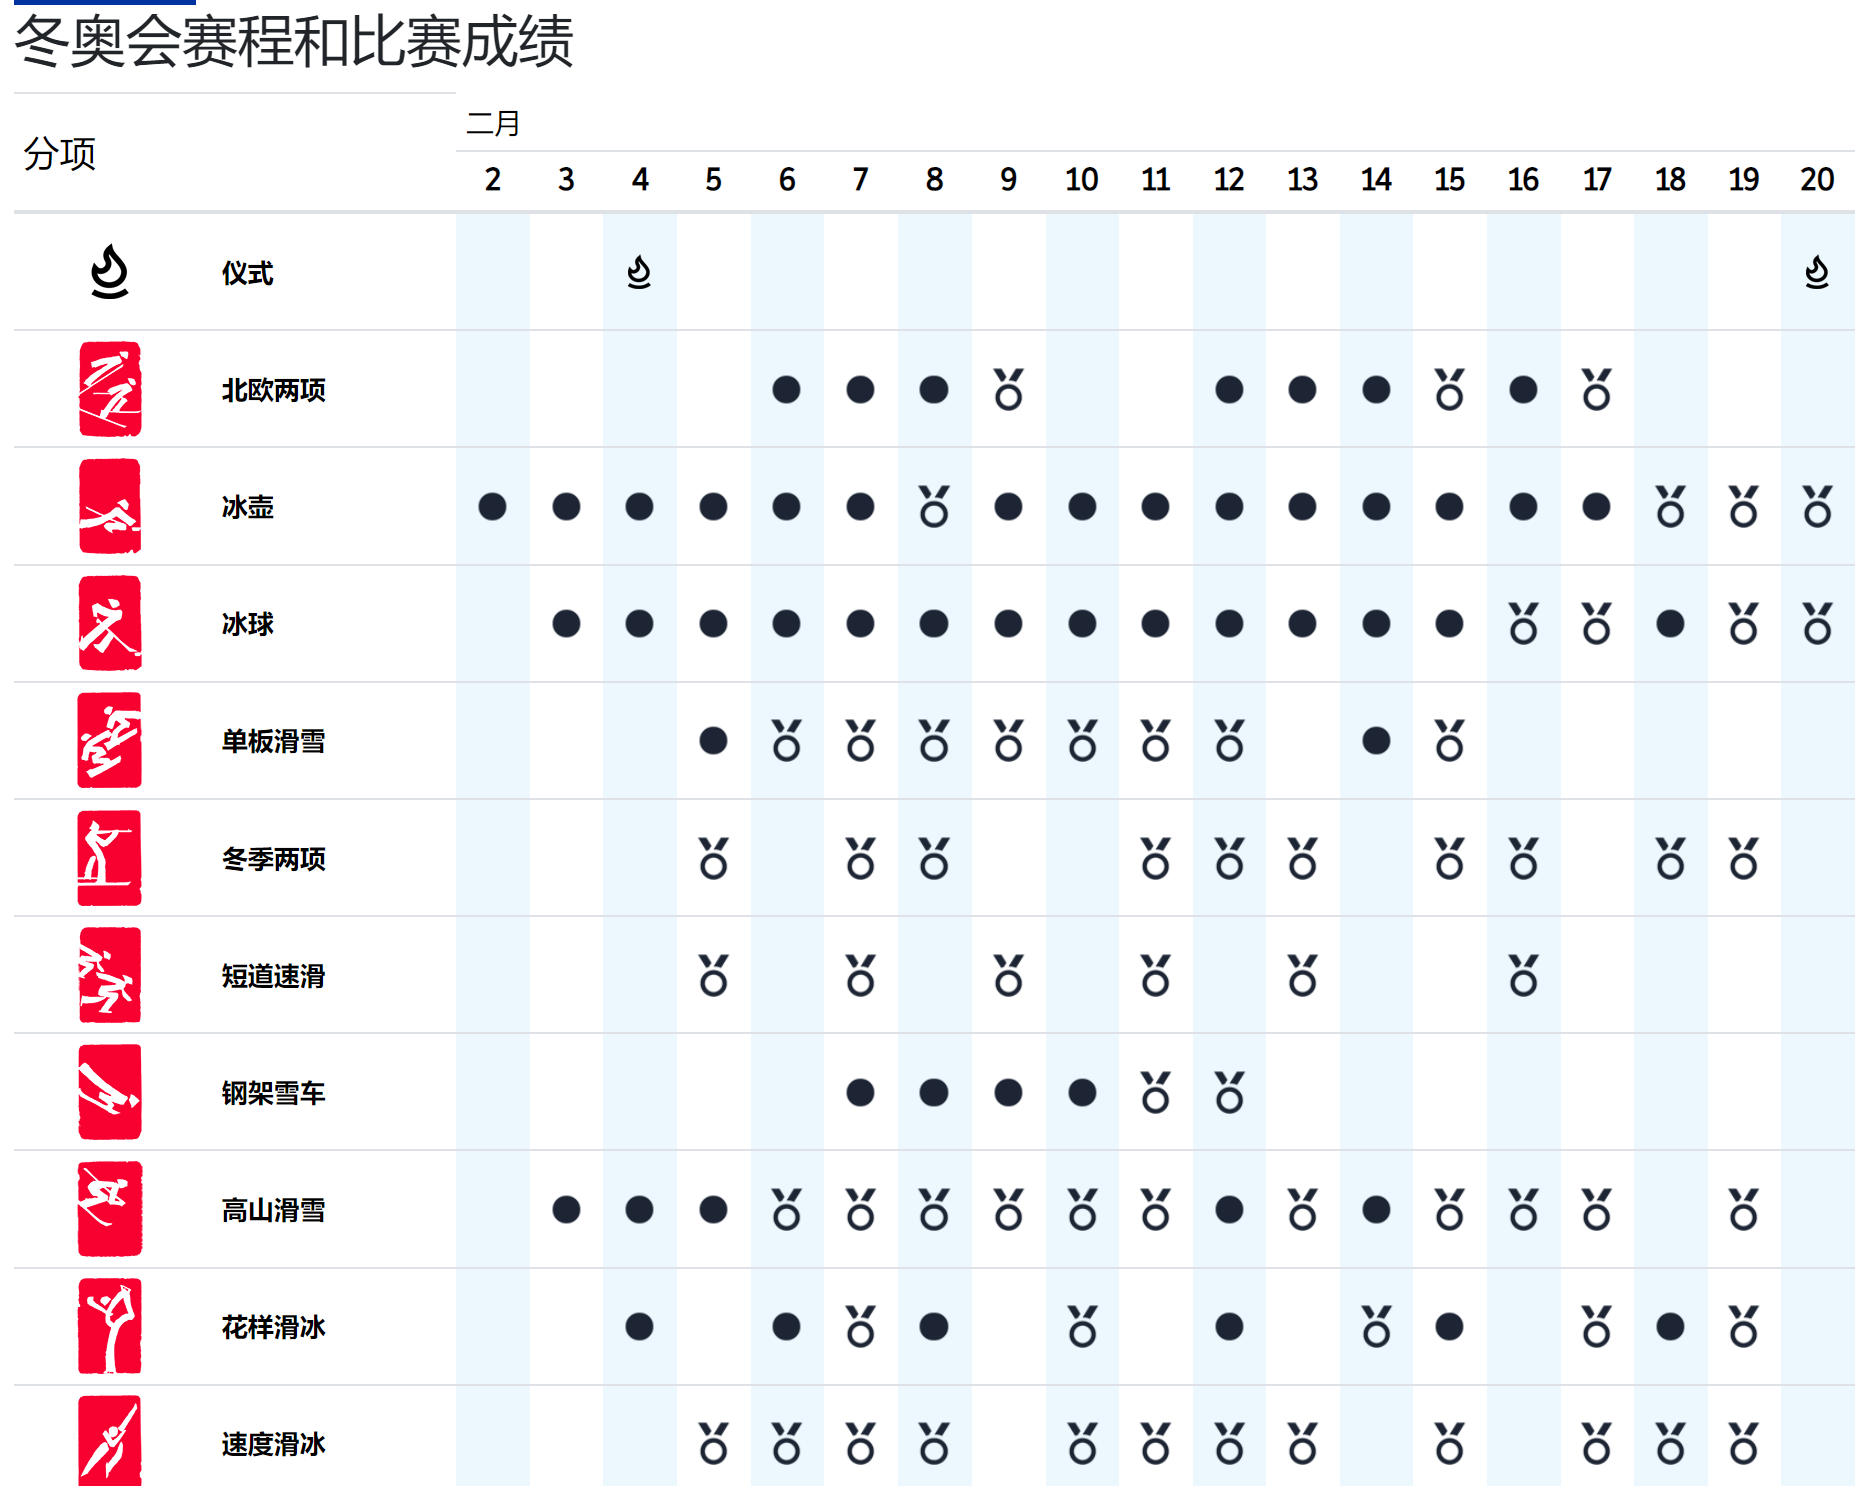 冬奥会赛程和比赛成绩
分项
二月
2 3 4 5 6 7 8 9 10 11 12 13 14 15 16 17 18 19 20
仪式
北欧两项
冰壶
冰球
单板滑雪
冬季两项
短道速滑
钢架雪车
高山滑雪
花样滑冰
速度滑冰